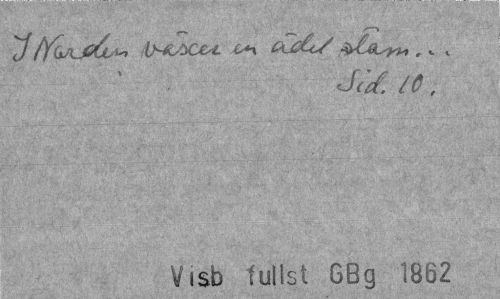 I Norden växer en ädel stam...
Sid. 10.
Visb fullst GBg 1862